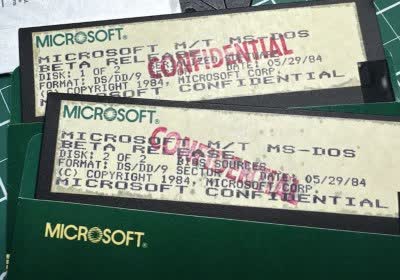 MICROSOFT®
MICROSOFT M/T MS-DOS
BETA RELEASE
CONFIDENTIAL
DISK: 1 OF 2 DATE: 05/29/84
FORMAT: DS/DD/9
(C) COPYRIGHT 1984, MICROSOFT CORP.
MICROSOFT CONFIDENTIAL
MICROSOFT®
MICROSOFT M/T MS-DOS
BETA RELEASE
CONFIDENTIAL
DISK: 2 OF 2 BIOS SOURCES
FORMAT: DS/DD/9 SECTOR DATE: 05/29/84
(C) COPYRIGHT 1984, MICROSOFT CORP.
MICROSOFT CONFIDENTIAL
MICROSOFT®